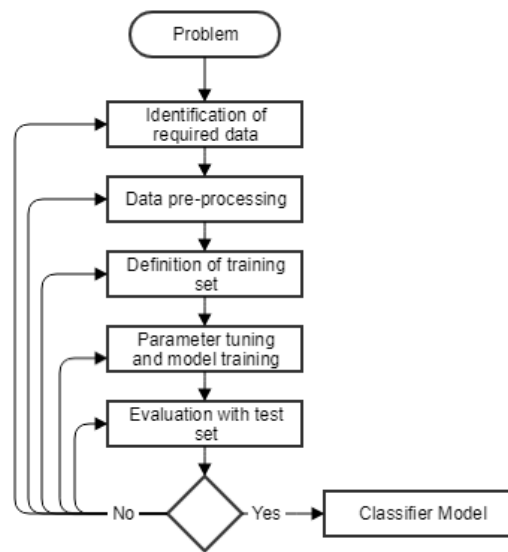 Problem
Identification of
required data
Data pre-processing
Definition of training
set
Parameter tuning
and model training
Evaluation with test
set
No
Yes
Classifier Model